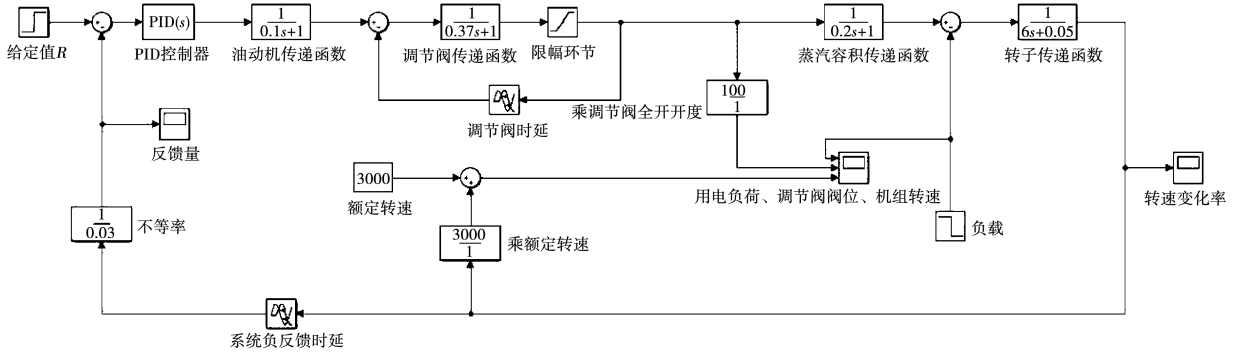 给定值R
PID(s)
PID控制器
1
0.1s+1
油动机传递函数
1
0.37s+1
调节阀传递函数
限幅环节
1
0.2s+1
蒸汽容积传递函数
1
6s+0.05
转子传递函数
调节阀时延
100
1
乘调节阀全开开度
反馈量
3000
额定转速
用电负荷、调节阀阀位、机组转速
转速变化率
1
0.03
不等率
3000
1
乘额定转速
负载
系统负反馈时延